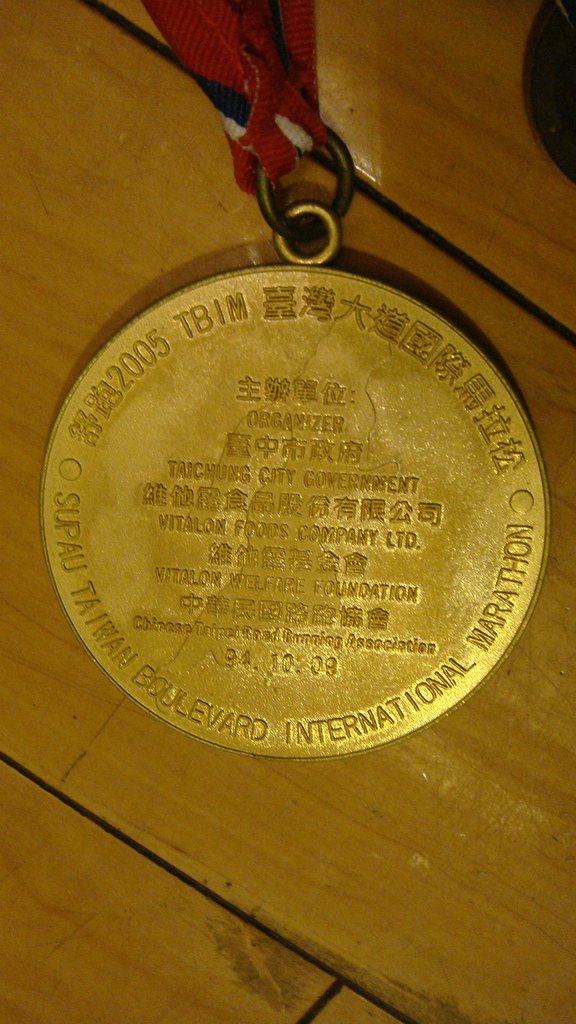 舒跑2005 TBIM 臺灣大道國際馬拉松
主辦單位:
ORGANIZER
臺中市政府
TAICHUNG CITY GOVERNMENT
維他露食品股份有限公司
VITALON FOODS COMPANY LTD.
維他露基金會
VITALON WELFARE FOUNDATION
中華民國路跑協會
Chinese Taipei Road Running Association
94.10.09
SUPAU TAIWAN BOULEVARD INTERNATIONAL MARATHON